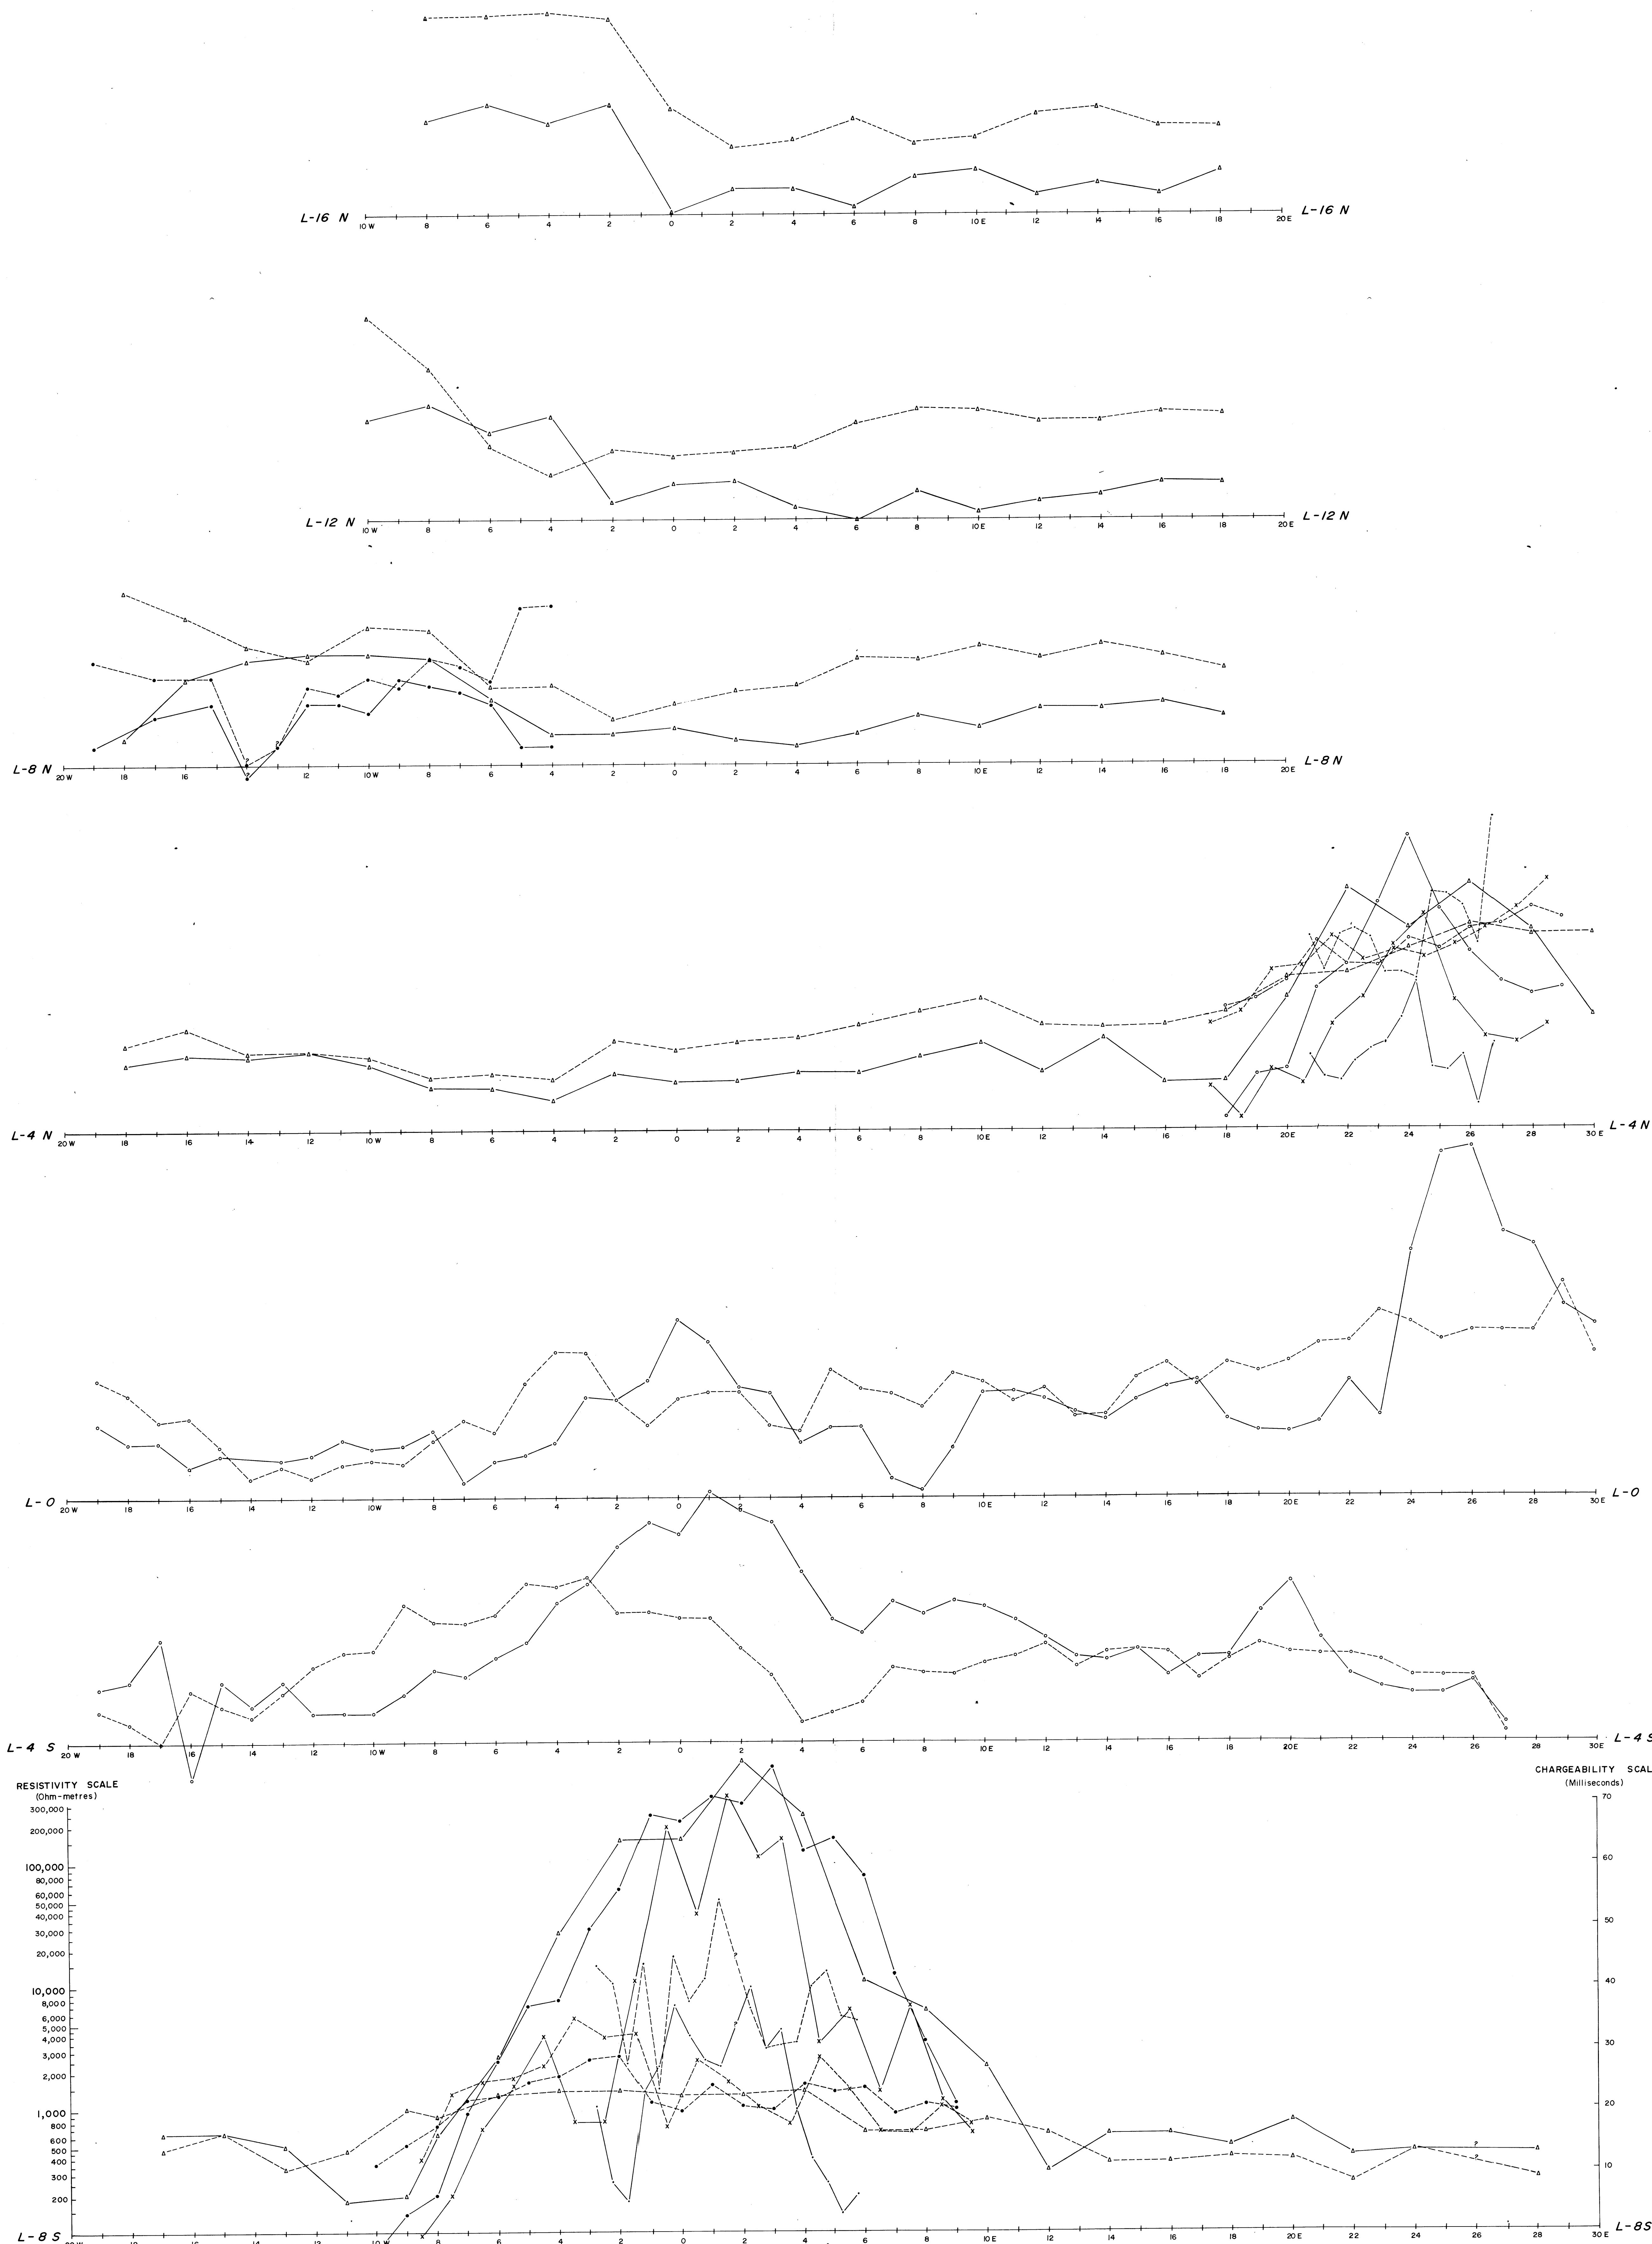 L-16 N L-16 N
10 W 8 6 4 2 0 2 4 6 8 10 E 12 14 16 18 20 E
L-12 N L-12 N
10 W 8 6 4 2 0 2 4 6 8 10 E 12 14 16 18 20 E
?
?
?
L-8 N L-8 N
20 W 18 16 12 10 W 8 6 4 2 0 2 4 6 8 10 E 12 14 16 18 20 E
L-4 N L-4 N
20 W 18 16 14 12 10 W 8 6 4 2 0 2 4 6 8 10 E 12 14 16 18 20 E 22 24 26 28 30 E
L-0 L-0
20 W 18 16 14 12 10 W 8 6 4 2 0 2 4 6 8 10 E 12 14 16 18 20 E 22 24 26 28 30 E
L-4 S L-4 S
20 W 18 16 14 12 10 W 8 6 4 2 0 2 4 6 8 10 E 12 14 16 18 20 E 22 24 26 28 30 E
RESISTIVITY SCALE
(Ohm-metres)
CHARGEABILITY SCAL
(Milliseconds)
300,000
200,000
100,000
80,000
60,000
50,000
40,000
30,000
20,000
10,000
8,000
6,000
5,000
4,000
3,000
2,000
1,000
800
600
500
400
300
200
70
60
50
40
30
20
10
?
?
?
?
L-8 S L-8S
10 W 8 6 4 2 0 2 4 6 8 10 E 12 14 16 18 20 E 22 24 26 28 30 E